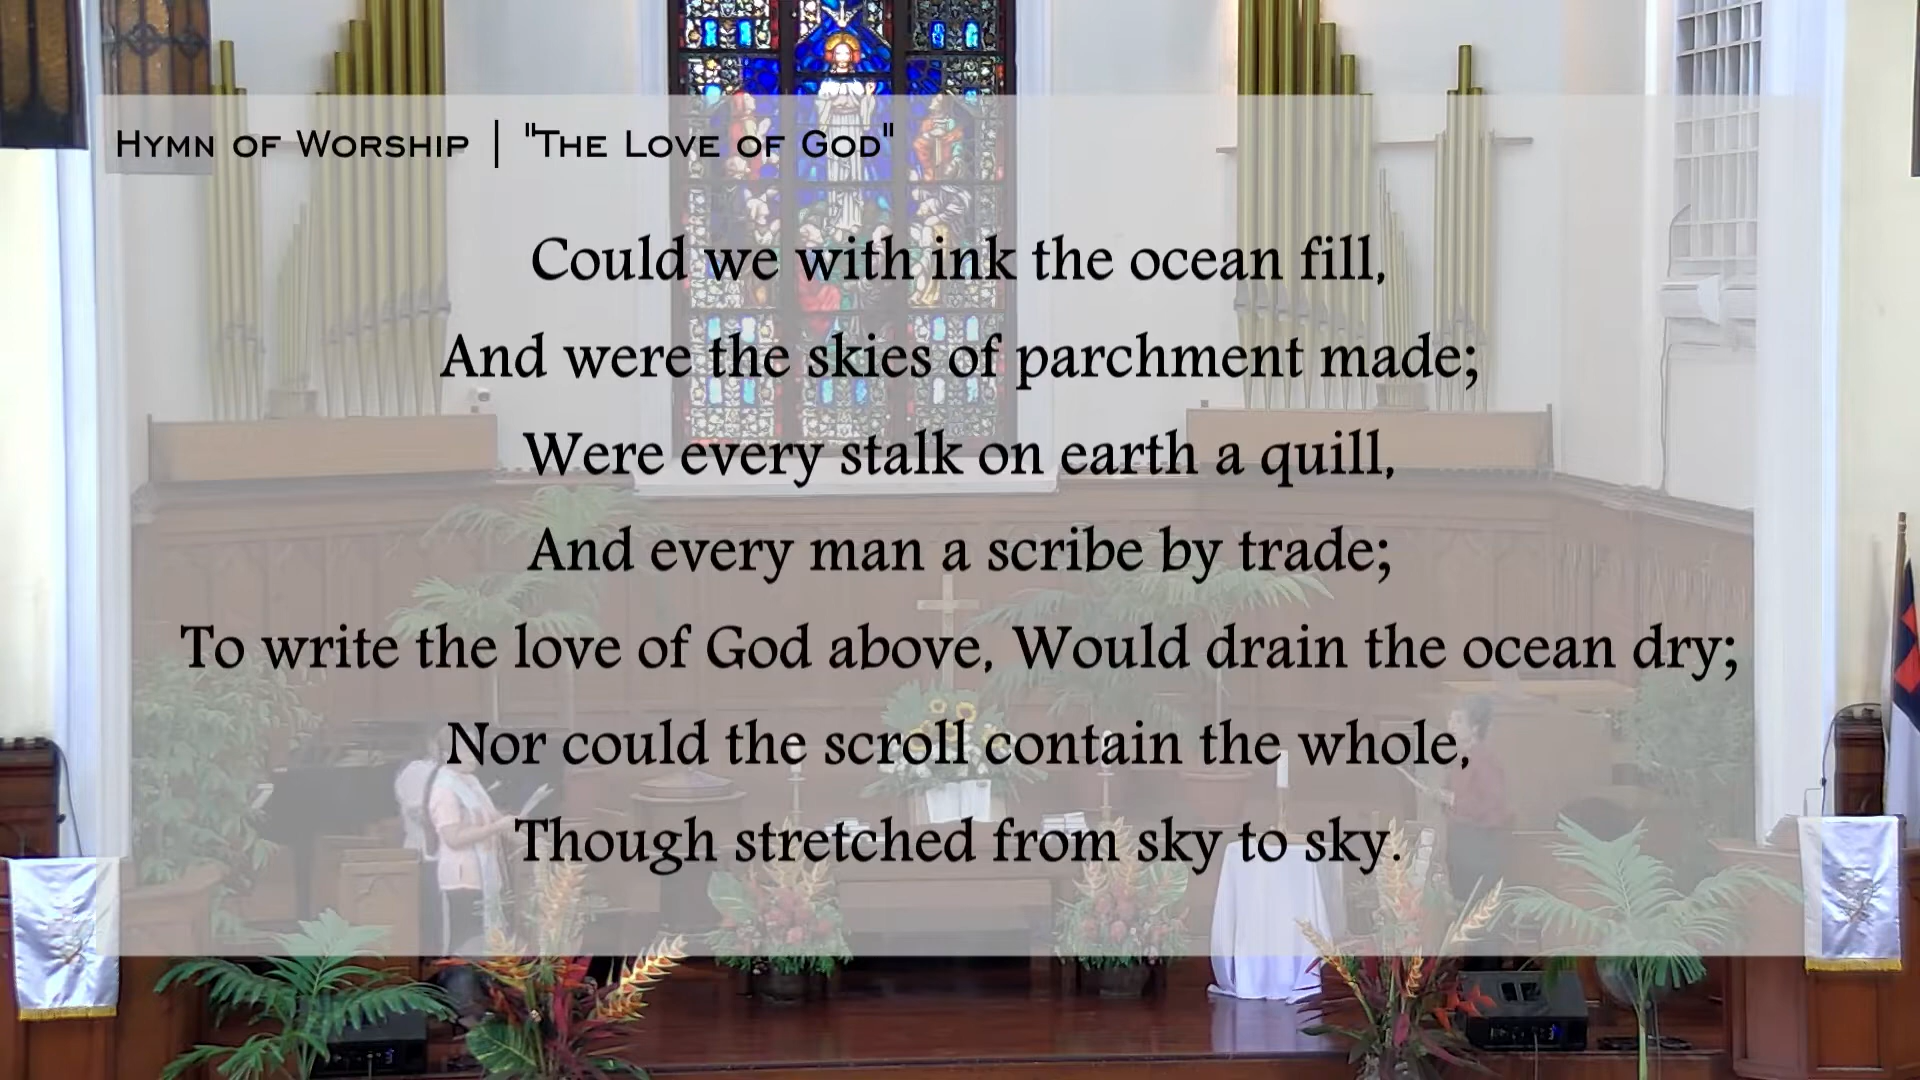 Hymn of Worship | "The Love of God"
Could we with ink the ocean fill,
And were the skies of parchment made;
Were every stalk on earth a quill,
And every man a scribe by trade;
To write the love of God above, Would drain the ocean dry;
Nor could the scroll contain the whole,
Though stretched from sky to sky.